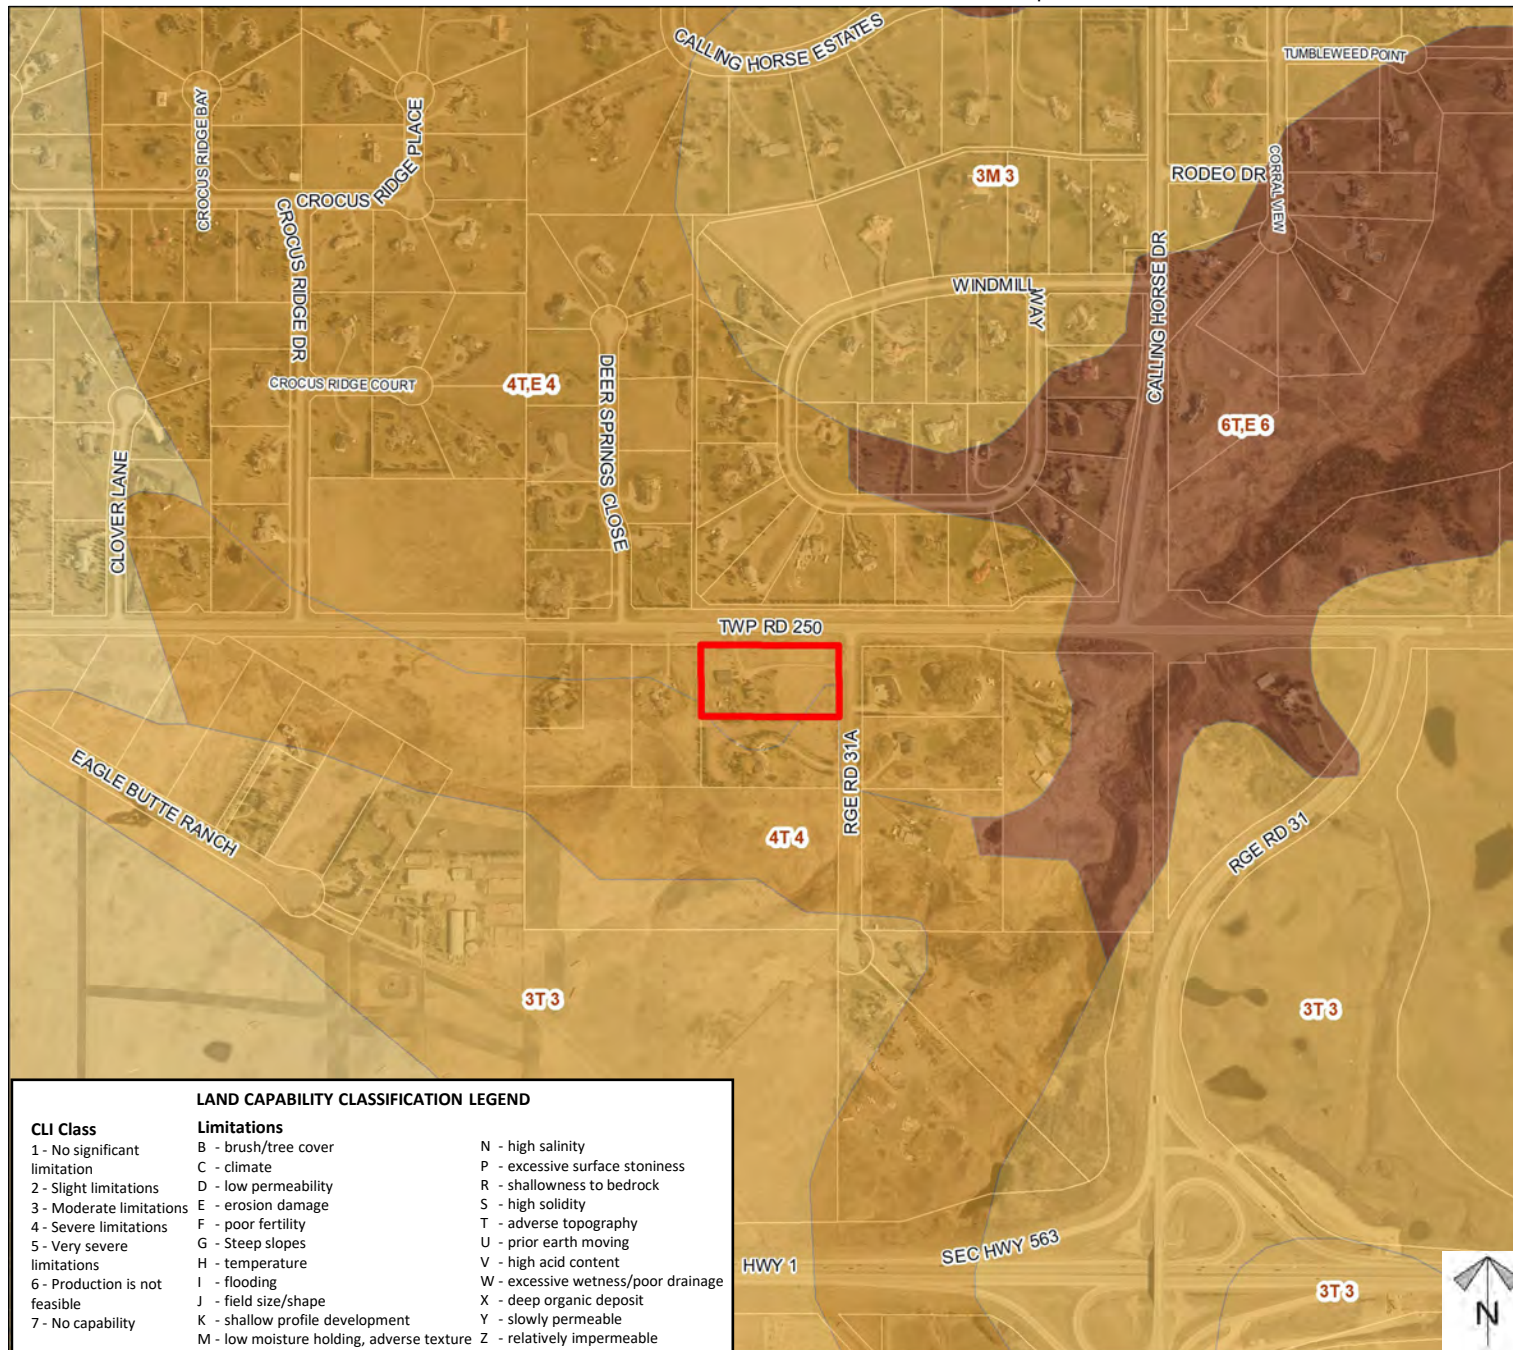 CALLING HORSE ESTATES
TUMBLEWEED POINT
CROCUS RIDGE BAY
CROCUS RIDGE PLACE
3M 3
RODEO DR
CORRAL VIEW
CROCUS RIDGE DR
CALLING HORSE DR
WINDMILL WAY
CROCUS RIDGE COURT
4T,E 4
DEER SPRINGS CLOSE
6T,E 6
CLOVER LANE
TWP RD 250
EAGLE BUTTE RANCH
RGE RD 31A
4T 4
RGE RD 31
3T 3
3T 3
HWY 1
SEC HWY 563
3T 3
N
LAND CAPABILITY CLASSIFICATION LEGEND
CLI Class
1 - No significant
limitation
2 - Slight limitations
3 - Moderate limitations
4 - Severe limitations
5 - Very severe
limitations
6 - Production is not
feasible
7 - No capability
Limitations
B - brush/tree cover
C - climate
D - low permeability
E - erosion damage
F - poor fertility
G - Steep slopes
H - temperature
I - flooding
J - field size/shape
K - shallow profile development
M - low moisture holding, adverse texture
N - high salinity
P - excessive surface stoniness
R - shallowness to bedrock
S - high solidity
T - adverse topography
U - prior earth moving
V - high acid content
W - excessive wetness/poor drainage
X - deep organic deposit
Y - slowly permeable
Z - relatively impermeable